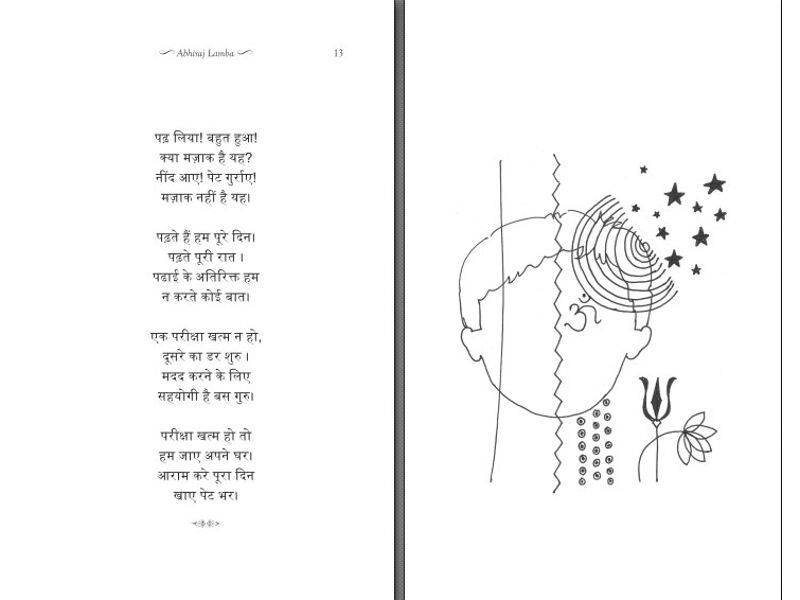 Abhiraj Lamba
13
पढ़ लिया! बहुत हुआ!
क्या मज़ाक है यह?
नींद आए! पेट गुर्राए!
मज़ाक नहीं है यह।
पढ़ते हैं हम पूरे दिन।
पढ़ते पूरी रात ।
पढाई के अतिरिक्त हम
न करते कोई बात।
एक परीक्षा खत्म न हो,
दूसरे का डर शुरु ।
मदद करने के लिए
सहयोगी है बस गुरु।
परीक्षा खत्म हो तो
हम जाए अपने घर।
आराम करे पूरा दिन
खाए पेट भर।
ॐ